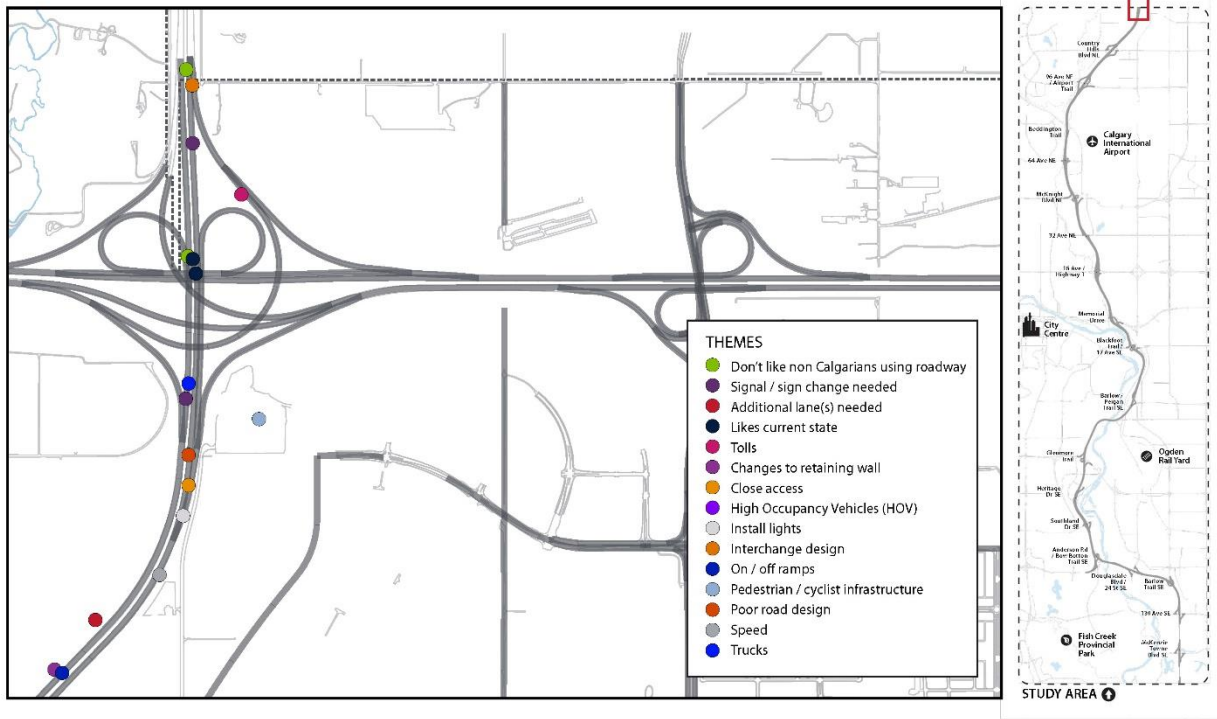 THEMES
Don't like non Calgarians using roadway
Signal / sign change needed
Additional lane(s) needed
Likes current state
Tolls
Changes to retaining wall
Close access
High Occupancy Vehicles (HOV)
Install lights
Interchange design
On / off ramps
Pedestrian / cyclist infrastructure
Poor road design
Speed
Trucks
Country
Hills
Blvd NE
96 Ave NE
/ Airport
Trail
Beddington
Trail
Calgary
International
Airport
64 Ave NE
McKnight
Blvd NE
32 Ave NE
16 Ave /
Highway 1
Memorial
Drive
City
Centre
Blackfoot
Trail /
17 Ave SE
Barlow /
Peigan
Trail SE
Glenmore
Trail
Ogden
Rail Yard
Heritage
Dr SE
Southland
Dr SE
Anderson Rd
/ Bow Bottom
Trail SE
Douglasdale
Blvd /
24 St SE
Barlow
Trail SE
130 Ave SE
Fish Creek
Provincial
Park
McKenzie
Towne
Blvd SE
STUDY AREA